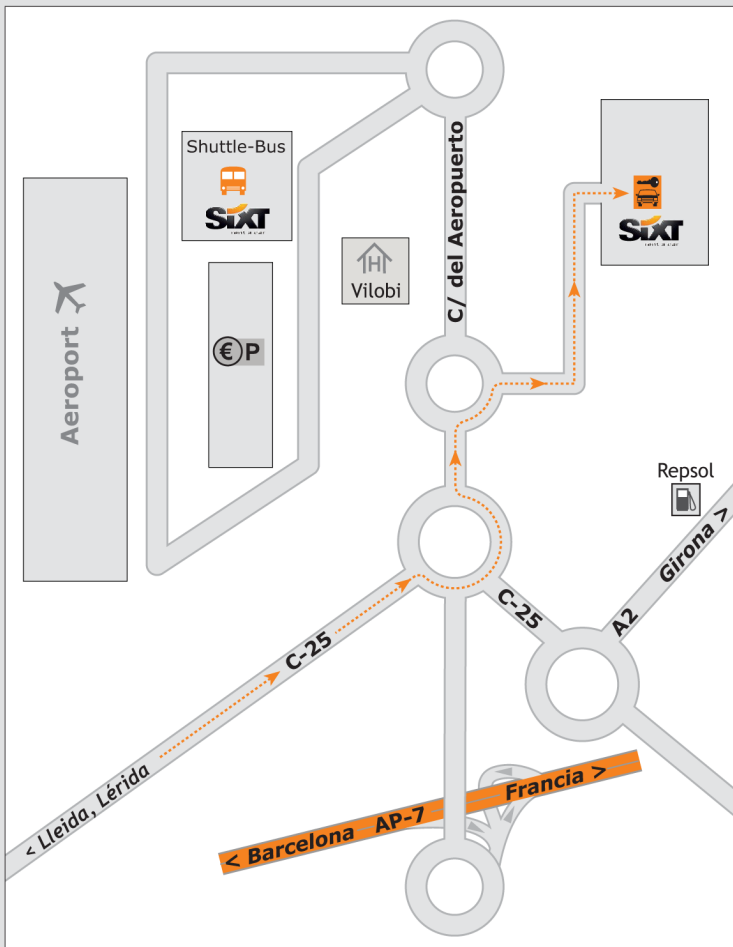 Shuttle-Bus
SiXT
C/ del Aeropuerto
SiXT
H
Vilobi
Aeroport
€ P
Repsol
Girona >
A2
C-25
C-25
< Lleida, Lérida
Francia >
< Barcelona AP-7